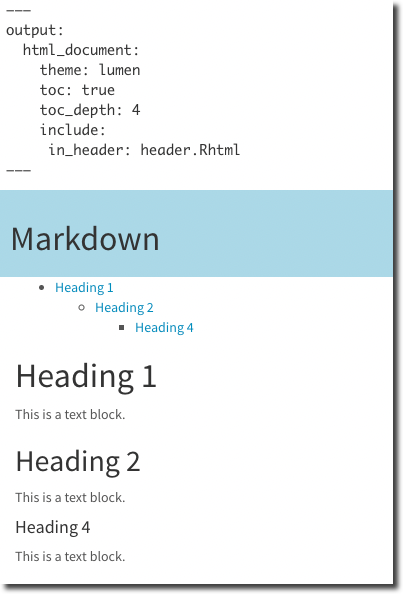 ---
output:
  html_document:
    theme: lumen
    toc: true
    toc_depth: 4
    include:
     in_header: header.Rhtml
---
Markdown
Heading 1
Heading 2
Heading 4
Heading 1
This is a text block.
Heading 2
This is a text block.
Heading 4
This is a text block.